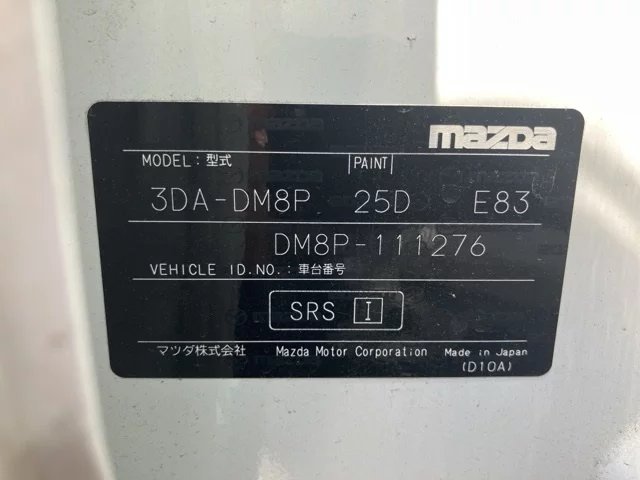 mazda
MODEL:型式 |PAINT|
3DA-DM8P 25D E83
DM8P-111276
VEHICLE ID.NO.:車台番号
SRS I
マツダ株式会社 Mazda Motor Corporation Made in Japan
(D10A)